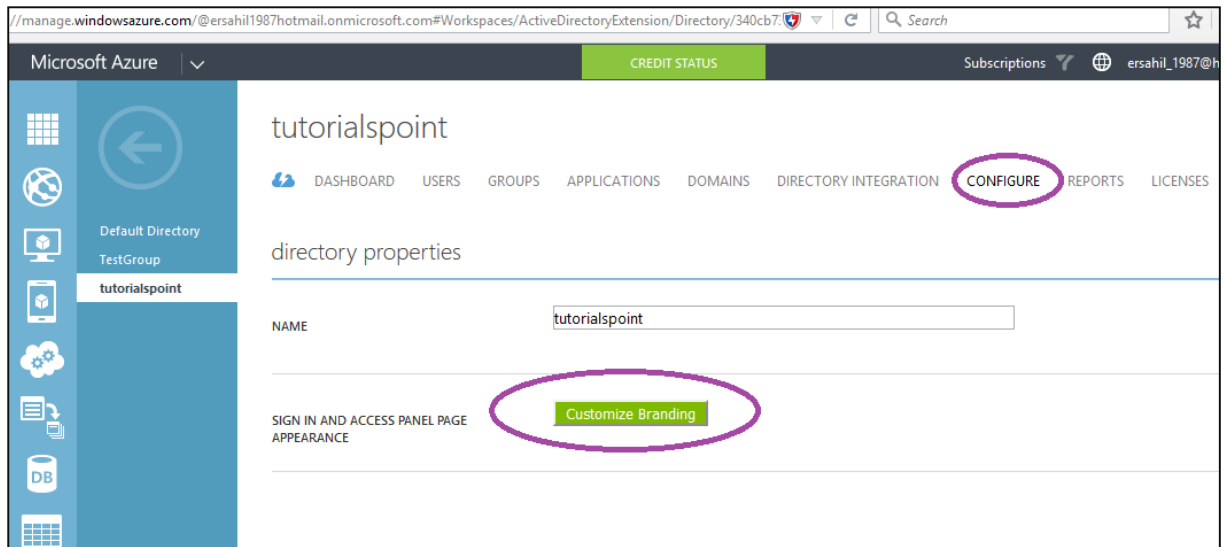 //manage.windowsazure.com/@ersahil1987hotmail.onmicrosoft.com#Workspaces/ActiveDirectoryExtension/Directory/340cb7:
Search
Microsoft Azure
CREDIT STATUS
Subscriptions
ersahil_1987@h
tutorialspoint
DASHBOARD USERS GROUPS APPLICATIONS DOMAINS DIRECTORY INTEGRATION CONFIGURE REPORTS LICENSES
Default Directory
TestGroup
tutorialspoint
directory properties
NAME
tutorialspoint
SIGN IN AND ACCESS PANEL PAGE
APPEARANCE
Customize Branding
DB